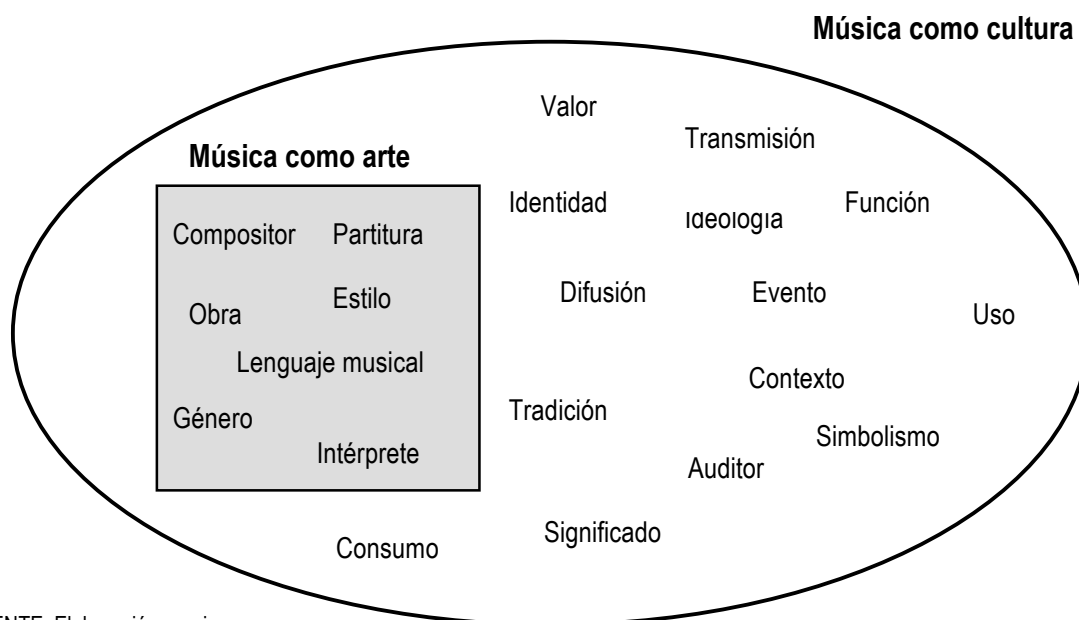 Música como cultura
Valor
Transmisión
Música como arte
Identidad
Ideología
Función
Compositor
Partitura
Difusión
Evento
Estilo
Obra
Uso
Lenguaje musical
Contexto
Género
Tradición
Simbolismo
Intérprete
Auditor
Significado
Consumo